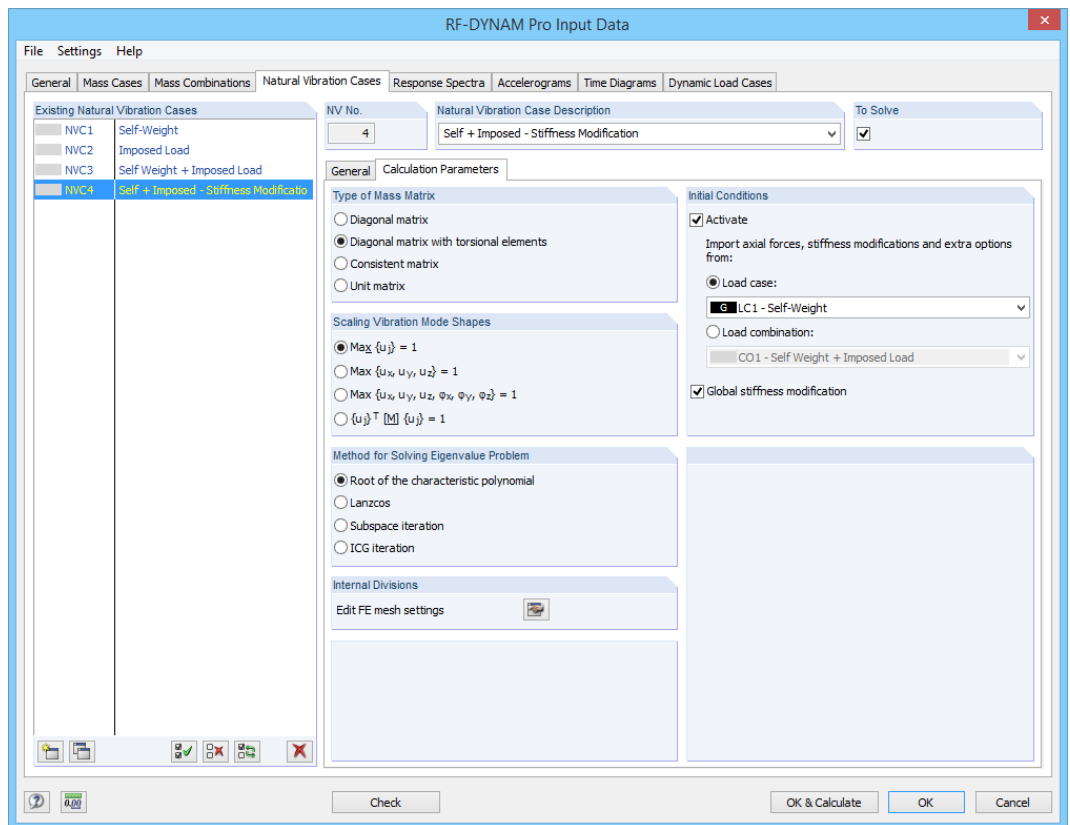 RF-DYNAM Pro Input Data
File Settings Help
General Mass Cases Mass Combinations Natural Vibration Cases Response Spectra Accelerograms Time Diagrams Dynamic Load Cases
Existing Natural Vibration Cases
NVC1 Self-Weight
NVC2 Imposed Load
NVC3 Self Weight + Imposed Load
NVC4 Self + Imposed - Stiffness Modificatio
NV No.
4
Natural Vibration Case Description
Self + Imposed - Stiffness Modification
To Solve
General Calculation Parameters
Type of Mass Matrix
Diagonal matrix
Diagonal matrix with torsional elements
Consistent matrix
Unit matrix
Scaling Vibration Mode Shapes
Max {uj} = 1
Max {ux, uy, uz} = 1
Max {ux, uy, uz, φx, φy, φz} = 1
{uj}T [M] {uj} = 1
Method for Solving Eigenvalue Problem
Root of the characteristic polynomial
Lanzcos
Subspace iteration
ICG iteration
Internal Divisions
Edit FE mesh settings
Initial Conditions
Activate
Import axial forces, stiffness modifications and extra options
from:
Load case:
G LC1 - Self-Weight
Load combination:
CO1 - Self Weight + Imposed Load
Global stiffness modification
0.00
Check
OK & Calculate
OK
Cancel